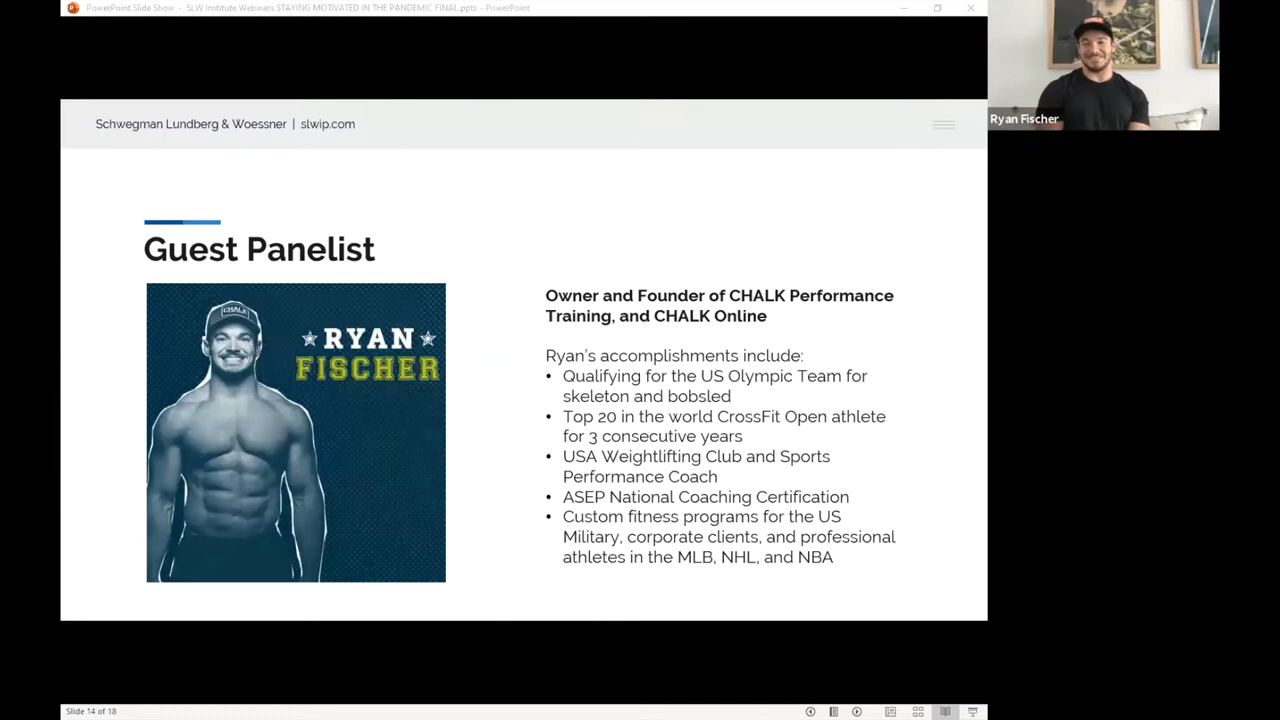 PowerPoint Slide Show - SLW Institute Webinars STAYING MOTIVATED IN THE PANDEMIC FINAL.pptx - PowerPoint
Schwegman Lundberg & Woessner | slwip.com
Ryan Fischer
Guest Panelist
CHALK
RYAN
FISCHER
Owner and Founder of CHALK Performance
Training, and CHALK Online
Ryan's accomplishments include:
• Qualifying for the US Olympic Team for
skeleton and bobsled
• Top 20 in the world CrossFit Open athlete
for 3 consecutive years
• USA Weightlifting Club and Sports
Performance Coach
• ASEP National Coaching Certification
• Custom fitness programs for the US
Military, corporate clients, and professional
athletes in the MLB, NHL, and NBA
Slide 14 of 18